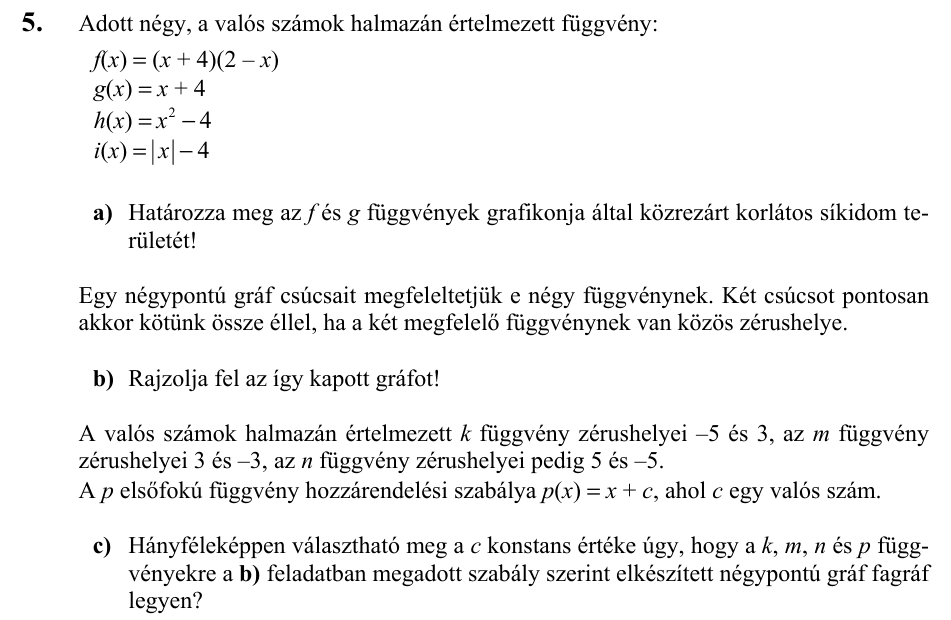 5. Adott négy, a valós számok halmazán értelmezett függvény:
f(x) = (x + 4)(2 – x)
g(x) = x + 4
h(x) = x² – 4
i(x) = |x| – 4
a) Határozza meg az f és g függvények grafikonja által közrezárt korlátos síkidom te-
rületét!
Egy négypontú gráf csúcsait megfeleltetjük e négy függvénynek. Két csúcsot pontosan
akkor kötünk össze éllel, ha a két megfelelő függvénynek van közös zérushelye.
b) Rajzolja fel az így kapott gráfot!
A valós számok halmazán értelmezett k függvény zérushelyei –5 és 3, az m függvény
zérushelyei 3 és –3, az n függvény zérushelyei pedig 5 és –5.
A p elsőfokú függvény hozzárendelési szabálya p(x) = x + c, ahol c egy valós szám.
c) Hányféleképpen választható meg a c konstans értéke úgy, hogy a k, m, n és p függ-
vényekre a b) feladatban megadott szabály szerint elkészített négypontú gráf fagráf
legyen?